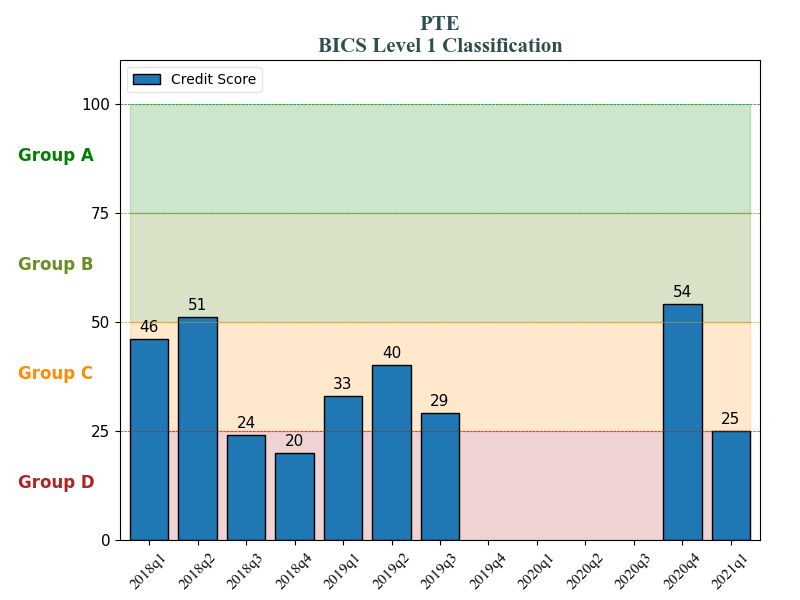 PTE
BICS Level 1 Classification
Credit Score
100
Group A
75
Group B
54
51
50
46
40
Group C
33
29
25
24
25
20
Group D
0
2018q1 2018q2 2018q3 2018q4 2019q1 2019q2 2019q3 2019q4 2020q1 2020q2 2020q3 2020q4 2021q1